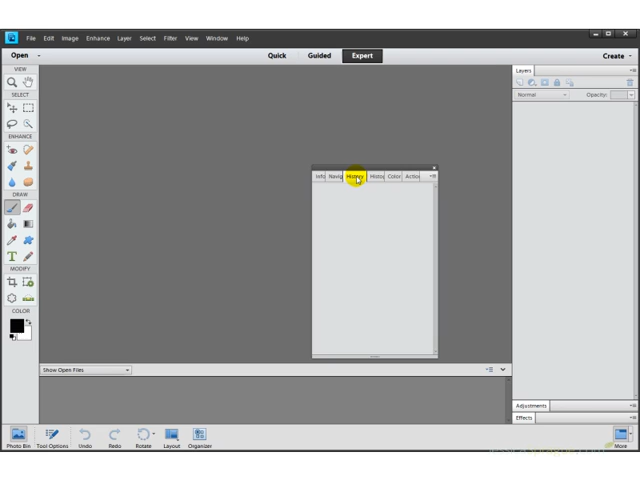 File Edit Image Enhance Layer Select Filter View Window Help
Open Quick Guided Expert Create
VIEW
SELECT
ENHANCE
DRAW
MODIFY
COLOR
Info Navig History Histog Color Actio
Layers
Normal Opacity:
Show Open Files
Adjustments
Effects
Photo Bin Tool Options Undo Redo Rotate Layout Organizer More